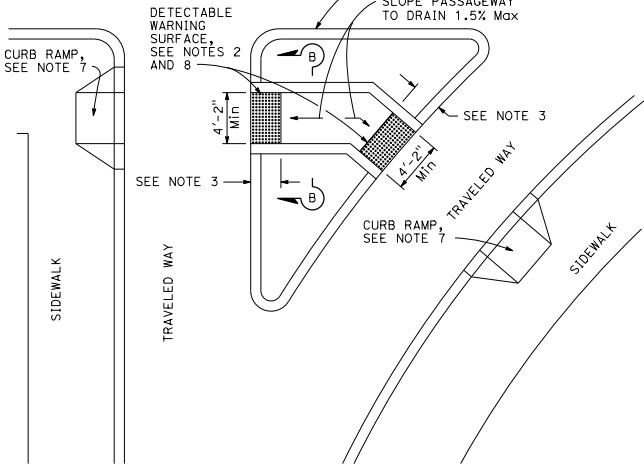 DETECTABLE
WARNING
SURFACE,
SEE NOTES 2
AND 8
SLOPE PASSAGEWAY
TO DRAIN 1.5% Max
CURB RAMP,
SEE NOTE 7
B
4'-2"
Min
SEE NOTE 3
4'-2"
Min
SEE NOTE 3
B
TRAVELED WAY
CURB RAMP,
SEE NOTE 7
SIDEWALK
SIDEWALK
TRAVELED WAY